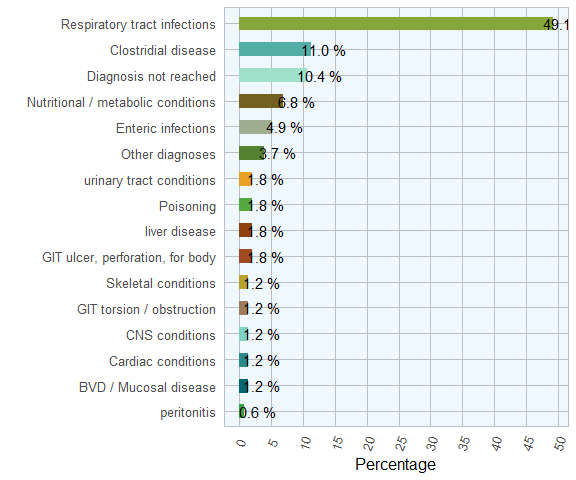 Respiratory tract infections 49.1
Clostridial disease 11.0 %
Diagnosis not reached 10.4 %
Nutritional / metabolic conditions 6.8 %
Enteric infections 4.9 %
Other diagnoses 3.7 %
urinary tract conditions 1.8 %
Poisoning 1.8 %
liver disease 1.8 %
GIT ulcer, perforation, for body 1.8 %
Skeletal conditions 1.2 %
GIT torsion / obstruction 1.2 %
CNS conditions 1.2 %
Cardiac conditions 1.2 %
BVD / Mucosal disease 1.2 %
peritonitis 0.6 %
0 5 10 15 20 25 30 35 40 45 50
Percentage